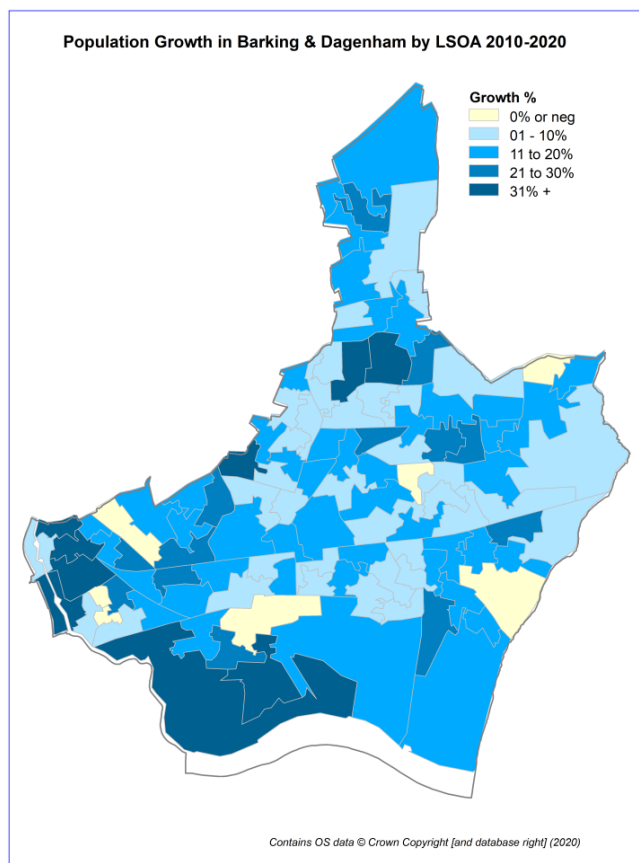 Population Growth in Barking & Dagenham by LSOA 2010-2020
Growth %
0% or neg
01 - 10%
11 to 20%
21 to 30%
31% +
Contains OS data © Crown Copyright [and database right] (2020)